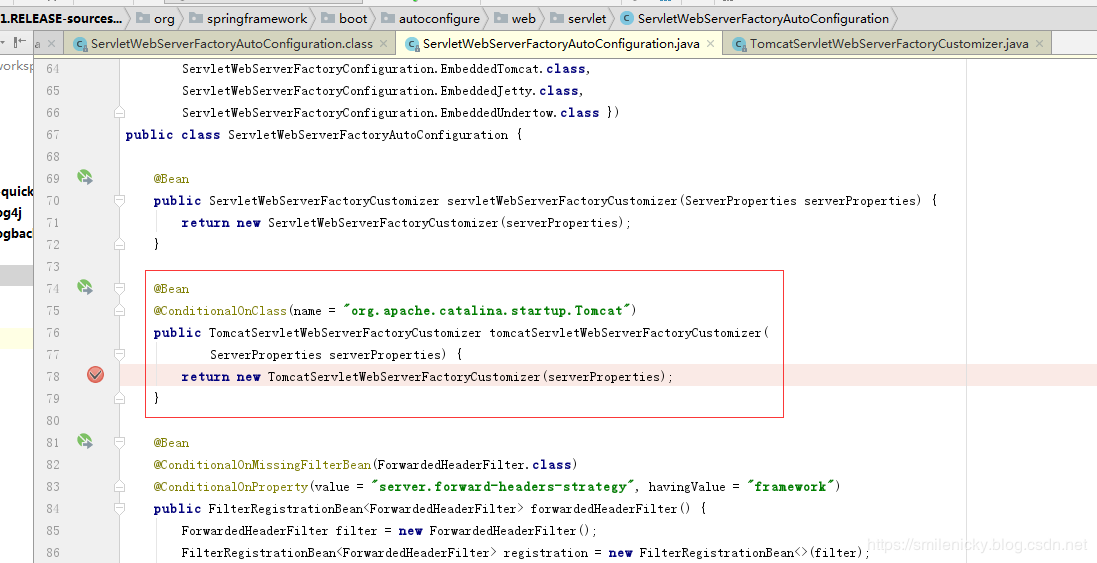 1.RELEASE-sources... org springframework boot autoconfigure web servlet ServletWebServerFactoryAutoConfiguration
a ServletWebServerFactoryAutoConfiguration.class ServletWebServerFactoryAutoConfiguration.java TomcatServletWebServerFactoryCustomizer.java
worksp
quick
og4j
ogbac
64 ServletWebServerFactoryConfiguration.EmbeddedTomcat.class,
65 ServletWebServerFactoryConfiguration.EmbeddedJetty.class,
66 ServletWebServerFactoryConfiguration.EmbeddedUndertow.class })
67 public class ServletWebServerFactoryAutoConfiguration {
68
69 @Bean
70 public ServletWebServerFactoryCustomizer servletWebServerFactoryCustomizer(ServerProperties serverProperties) {
71 return new ServletWebServerFactoryCustomizer(serverProperties);
72 }
73
74 @Bean
75 @ConditionalOnClass(name = "org.apache.catalina.startup.Tomcat")
76 public TomcatServletWebServerFactoryCustomizer tomcatServletWebServerFactoryCustomizer(
77 ServerProperties serverProperties) {
78 return new TomcatServletWebServerFactoryCustomizer(serverProperties);
79 }
80
81 @Bean
82 @ConditionalOnMissingFilterBean(ForwardedHeaderFilter.class)
83 @ConditionalOnProperty(value = "server.forward-headers-strategy", havingValue = "framework")
84 public FilterRegistrationBean<ForwardedHeaderFilter> forwardedHeaderFilter() {
85 ForwardedHeaderFilter filter = new ForwardedHeaderFilter();
86 FilterRegistrationBean<ForwardedHeaderFilter> registration = new FilterRegistrationBean<>(filter);
https://smilenicky.blog.csdn.net